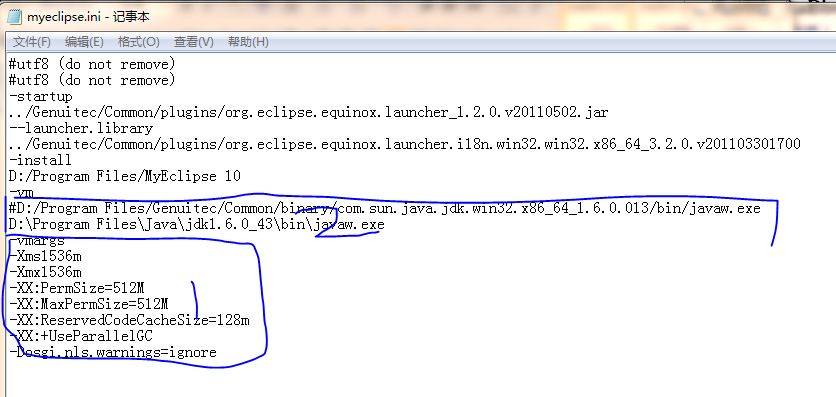 myeclipse.ini - 记事本
文件(F) 编辑(E) 格式(O) 查看(V) 帮助(H)
#utf8 (do not remove)
#utf8 (do not remove)
-startup
../Genuitec/Common/plugins/org.eclipse.equinox.launcher_1.2.0.v20110502.jar
--launcher.library
../Genuitec/Common/plugins/org.eclipse.equinox.launcher.i18n.win32.win32.x86_64_3.2.0.v201103301700
-install
D:/Program Files/MyEclipse 10
-vm
#D:/Program Files/Genuitec/Common/binary/com.sun.java.jdk.win32.x86_64_1.6.0.013/bin/javaw.exe
D:\Program Files\Java\jdk1.6.0_43\bin\javaw.exe
-vmargs
-Xms1536m
-Xmx1536m
-XX:PermSize=512M
-XX:MaxPermSize=512M
-XX:ReservedCodeCacheSize=128m
-XX:+UseParallelGC
-Dosgi.nls.warnings=ignore